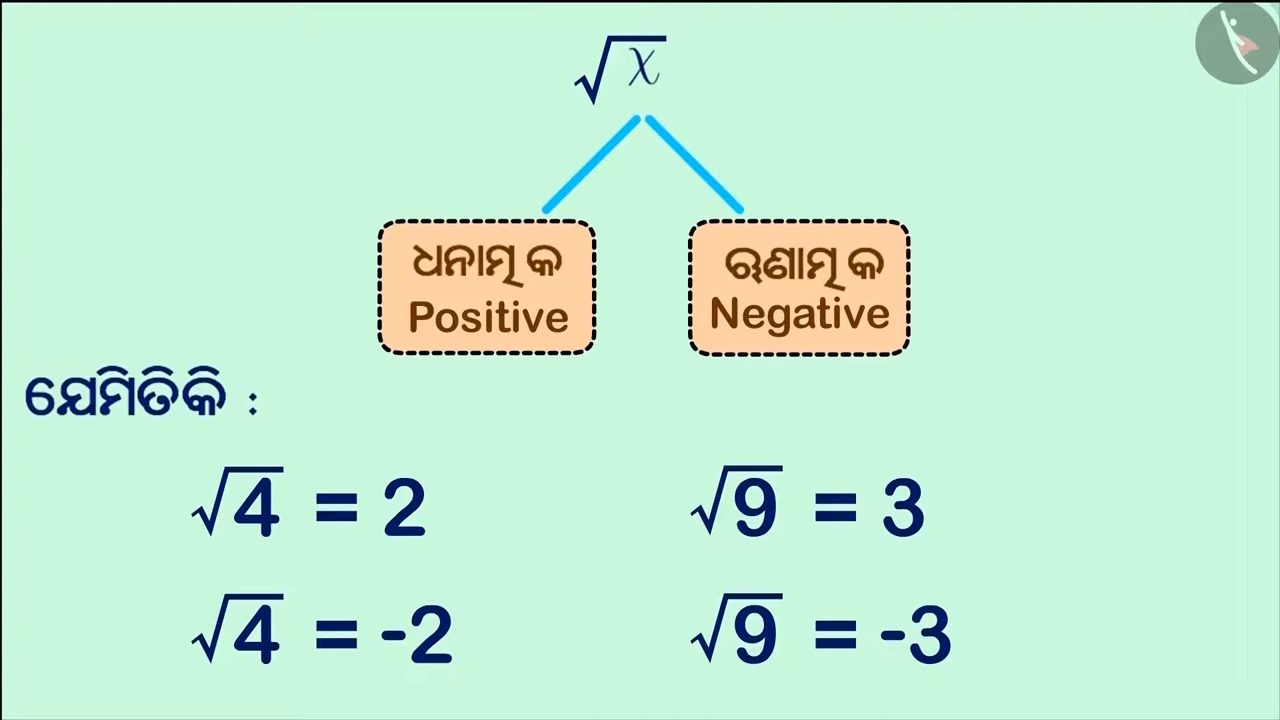 √x
ଧନାତ୍ମକ
Positive
ଋଣାତ୍ମକ
Negative
ଯେମିତିକି :
√4 = 2
√9 = 3
√4 = -2
√9 = -3